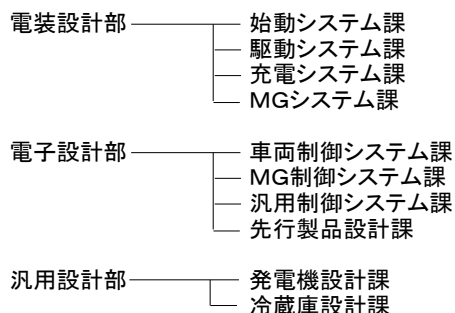 電装設計部 始動システム課
駆動システム課
充電システム課
MGシステム課
電子設計部 車両制御システム課
MG制御システム課
汎用制御システム課
先行製品設計課
汎用設計部 発電機設計課
冷蔵庫設計課